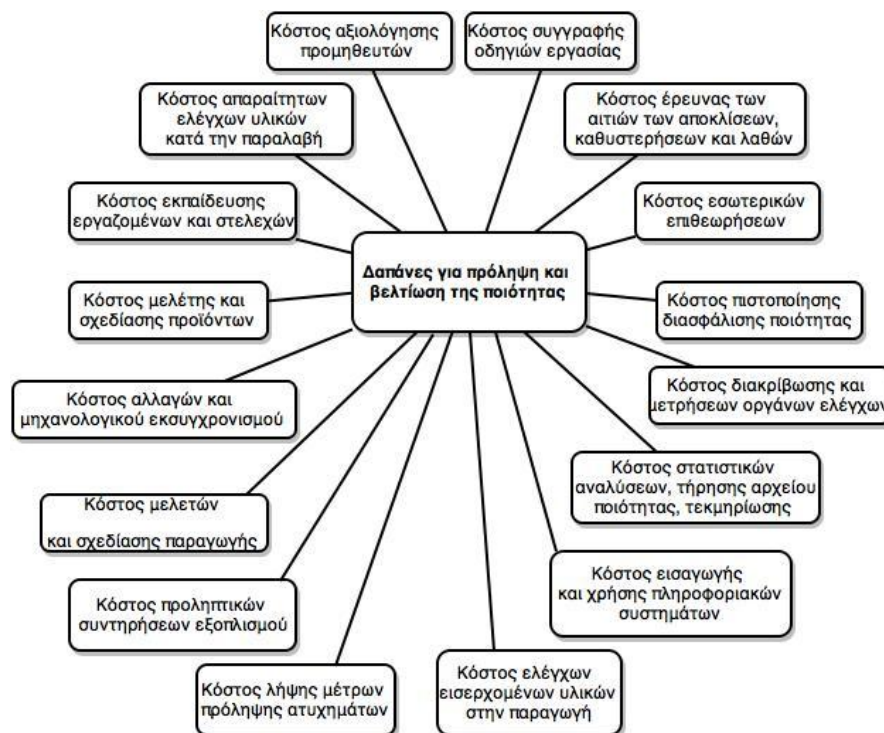 Κόστος αξιολόγησης
προμηθευτών
Κόστος συγγραφής
οδηγιών εργασίας
Κόστος απαραίτητων
ελέγχων υλικών
κατά την παραλαβή
Κόστος έρευνας των
αιτιών των αποκλίσεων,
καθυστερήσεων και λαθών
Κόστος εκπαίδευσης
εργαζομένων και στελεχών
Κόστος εσωτερικών
επιθεωρήσεων
Δαπάνες για πρόληψη και
βελτίωση της ποιότητας
Κόστος μελέτης και
σχεδίασης προϊόντων
Κόστος πιστοποίησης
διασφάλισης ποιότητας
Κόστος αλλαγών και
μηχανολογικού εκσυγχρονισμού
Κόστος διακρίβωσης και
μετρήσεων οργάνων ελέγχων
Κόστος στατιστικών
αναλύσεων, τήρησης αρχείου
ποιότητας, τεκμηρίωσης
Κόστος μελετών
και σχεδίασης παραγωγής
Κόστος εισαγωγής
και χρήσης πληροφοριακών
συστημάτων
Κόστος προληπτικών
συντηρήσεων εξοπλισμού
Κόστος λήψης μέτρων
πρόληψης ατυχημάτων
Κόστος ελέγχων
εισερχομένων υλικών
στην παραγωγή